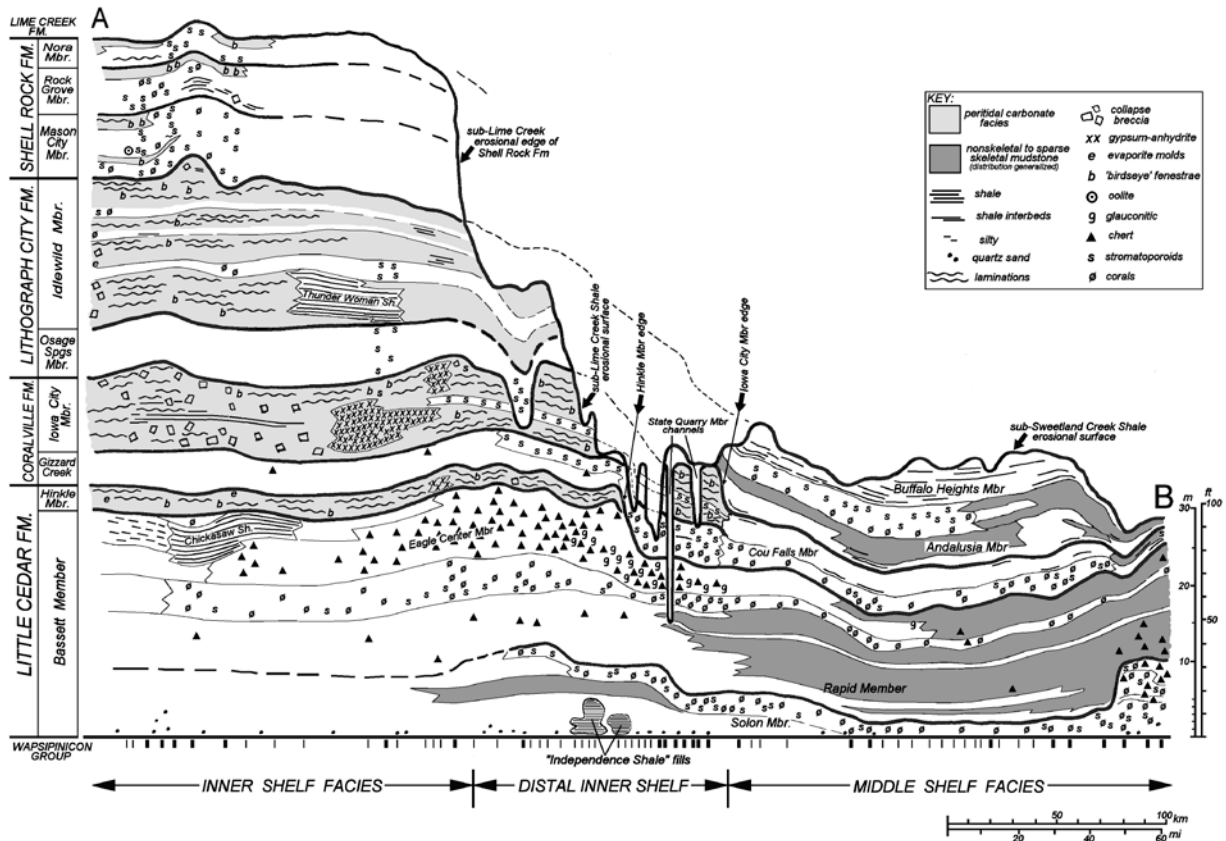 A
LIME CREEK
FM.
SHELL ROCK FM.
Nora
Mbr.
Rock
Grove
Mbr.
Mason
City
Mbr.
LITHOGRAPH CITY FM.
Idlewild Mbr.
Osage
Spgs
Mbr.
CORALVILLE FM.
Iowa City
Mbr.
Gizzard
Creek
LITTLE CEDAR FM.
Hinkle
Mbr.
Bassett Member
WAPSIPINICON
GROUP
sub-Lime Creek
erosional edge of
Shell Rock Fm
Thunder Woman Sh.
sub-Lime Creek Shale
erosional surface
Hinkle Mbr edge
Iowa City Mbr edge
State Quarry Mbr
channels
sub-Sweetland Creek Shale
erosional surface
Buffalo Heights Mbr
Andalusia Mbr
Cou Falls Mbr
Chickasaw Sh.
Eagle Center Mbr
Rapid Member
Solon Mbr.
"Independence Shale" fills
B
m ft
30 100
20
50
10
KEY:
peritidal carbonate
facies
nonskeletal to sparse
skeletal mudstone
(distribution generalized)
shale
shale interbeds
silty
quartz sand
laminations
collapse
breccia
xx gypsum-anhydrite
e evaporite molds
b 'birdseye' fenestrae
oolite
g glauconitic
chert
s stromatoporoids
ø corals
INNER SHELF FACIES
DISTAL INNER SHELF
MIDDLE SHELF FACIES
50 100 km
20 40 60 mi